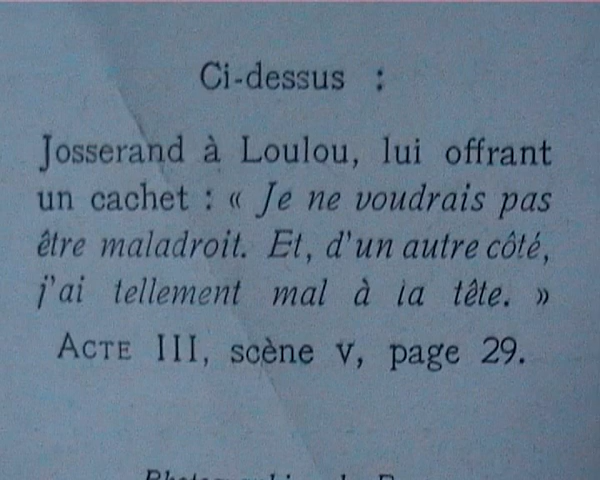 Ci-dessus :
Josserand à Loulou, lui offrant
un cachet : « Je ne voudrais pas
être maladroit. Et, d'un autre côté,
j'ai tellement mal à la tête. »
ACTE III, scène V, page 29.